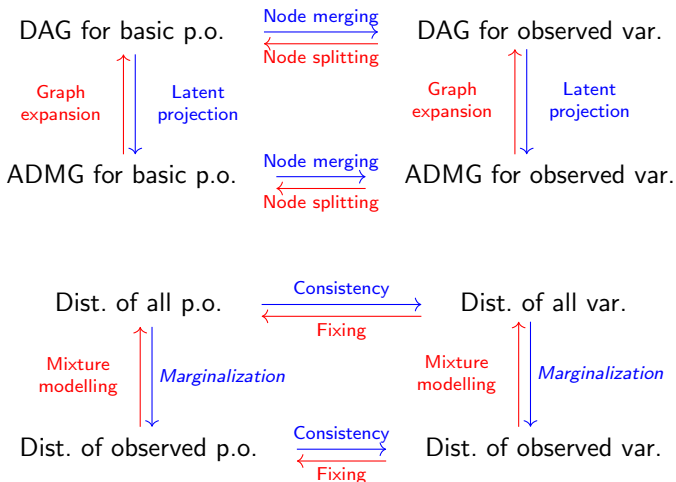 DAG for basic p.o.
Node merging
DAG for observed var.
Node splitting
Graph
expansion
Latent
projection
Graph
expansion
Latent
projection
ADMG for basic p.o.
Node merging
ADMG for observed var.
Node splitting
Dist. of all p.o.
Consistency
Dist. of all var.
Fixing
Mixture
modelling
Marginalization
Mixture
modelling
Marginalization
Dist. of observed p.o.
Consistency
Dist. of observed var.
Fixing